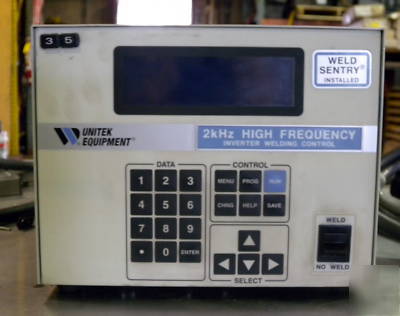 3 5
WELD
SENTRY®
INSTALLED
UNITEK
EQUIPMENT™
2kHz HIGH FREQUENCY
INVERTER WELDING CONTROL
DATA
CONTROL
1 2 3
MENU PROG RUN
4 5 6
CHNG HELP SAVE
7 8 9
• 0 ENTER
SELECT
WELD
NO WELD